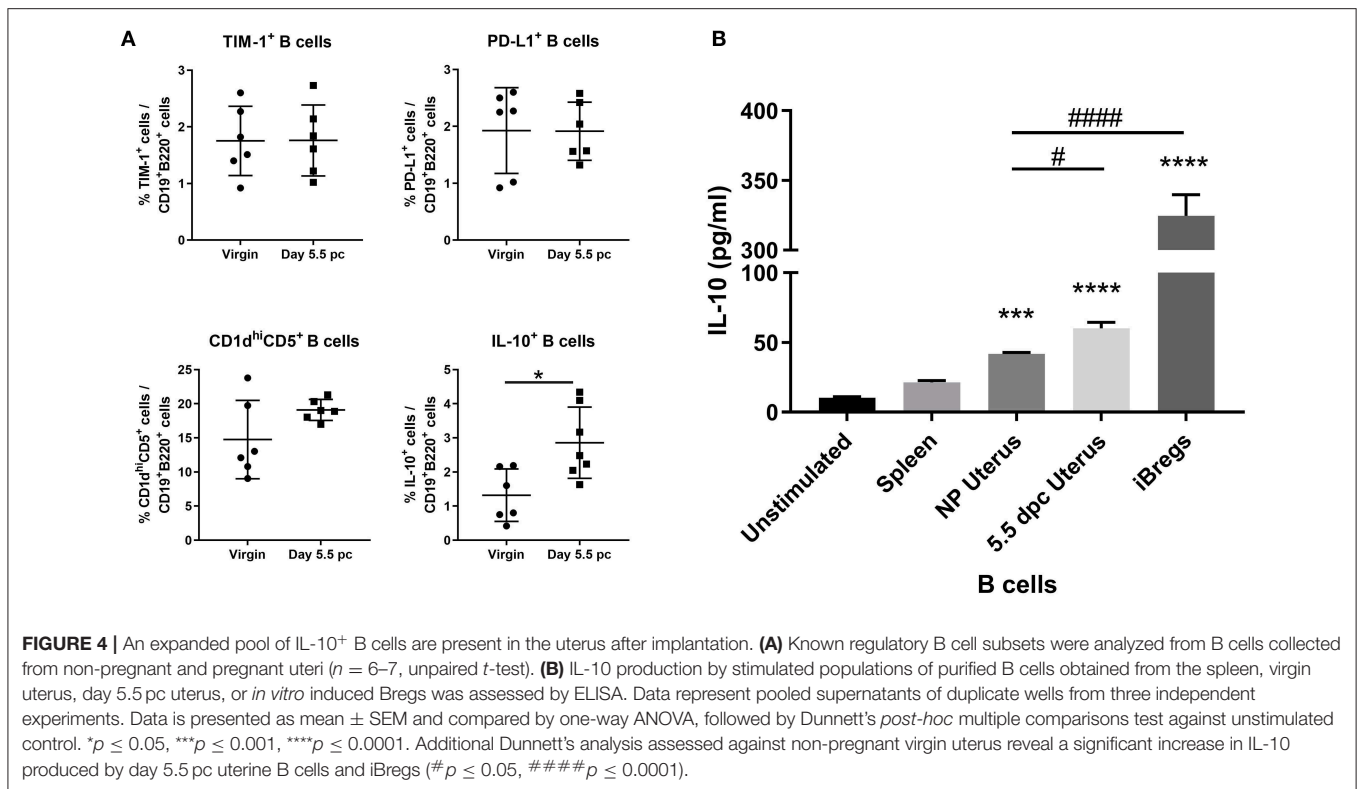 A
TIM-1⁺ B cells
% TIM-1⁺ cells /
CD19⁺B220⁺ cells
3
2
1
0
Virgin
Day 5.5 pc
PD-L1⁺ B cells
% PD-L1⁺ cells /
CD19⁺B220⁺ cells
3
2
1
0
Virgin
Day 5.5 pc
CD1dʰⁱCD5⁺ B cells
% CD1dʰⁱCD5⁺ cells /
CD19⁺B220⁺ cells
25
20
15
10
5
0
Virgin
Day 5.5 pc
IL-10⁺ B cells
% IL-10⁺ cells /
CD19⁺B220⁺ cells
5
4
3
2
1
0
*
Virgin
Day 5.5 pc
B
IL-10 (pg/ml)
400
350
300
100
50
0
####
#
***
****
****
Unstimulated
Spleen
NP Uterus
5.5 dpc Uterus
iBregs
B cells
FIGURE 4 | An expanded pool of IL-10⁺ B cells are present in the uterus after implantation. (A) Known regulatory B cell subsets were analyzed from B cells collected
from non-pregnant and pregnant uteri (n = 6–7, unpaired t-test). (B) IL-10 production by stimulated populations of purified B cells obtained from the spleen, virgin
uterus, day 5.5 pc uterus, or in vitro induced Bregs was assessed by ELISA. Data represent pooled supernatants of duplicate wells from three independent
experiments. Data is presented as mean ± SEM and compared by one-way ANOVA, followed by Dunnett's post-hoc multiple comparisons test against unstimulated
control. *p ≤ 0.05, ***p ≤ 0.001, ****p ≤ 0.0001. Additional Dunnett's analysis assessed against non-pregnant virgin uterus reveal a significant increase in IL-10
produced by day 5.5 pc uterine B cells and iBregs (#p ≤ 0.05, ####p ≤ 0.0001).